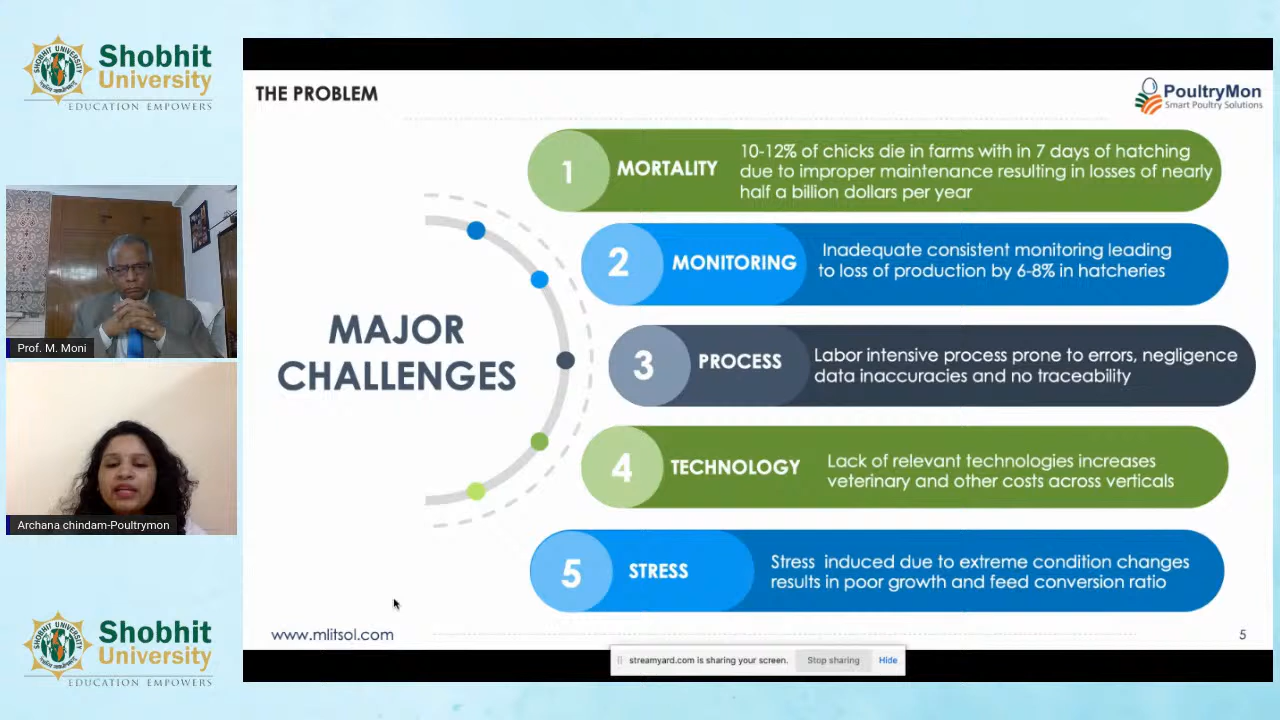 Shobhit
University
EDUCATION EMPOWERS
THE PROBLEM
PoultryMon
Smart Poultry Solutions
MAJOR
CHALLENGES
1
MORTALITY
10-12% of chicks die in farms with in 7 days of hatching
due to improper maintenance resulting in losses of nearly
half a billion dollars per year
2
MONITORING
Inadequate consistent monitoring leading
to loss of production by 6-8% in hatcheries
3
PROCESS
Labor intensive process prone to errors, negligence
data inaccuracies and no traceability
4
TECHNOLOGY
Lack of relevant technologies increases
veterinary and other costs across verticals
5
STRESS
Stress induced due to extreme condition changes
results in poor growth and feed conversion ratio
www.mlitsol.com
5
streamyard.com is sharing your screen.
Stop sharing
Hide
Prof. M. Moni
Archana chindam-Poultrymon
Shobhit
University
EDUCATION EMPOWERS